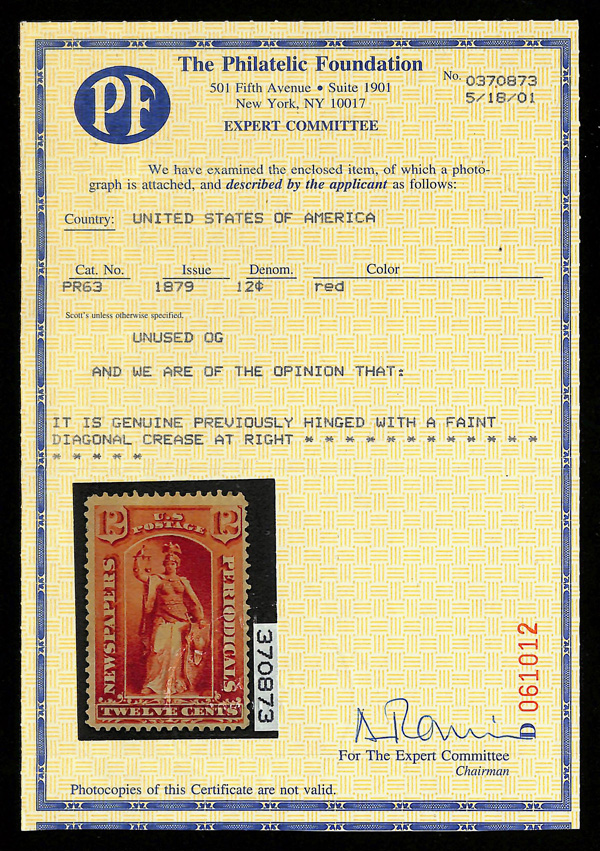 PF
The Philatelic Foundation
501 Fifth Avenue • Suite 1901
New York, NY 10017
EXPERT COMMITTEE
No. 0370873
5/18/01
We have examined the enclosed item, of which a photo-
graph is attached, and described by the applicant as follows:
Country: UNITED STATES OF AMERICA
Cat. No. Issue Denom. Color
PR63 1879 12¢ red
Scott's unless otherwise specified.
UNUSED OG
AND WE ARE OF THE OPINION THAT:
IT IS GENUINE PREVIOUSLY HINGED WITH A FAINT
DIAGONAL CREASE AT RIGHT * * * * * * * * * * * *
* * * * *
12 U.S. 12
POSTAGE
NEWSPAPERS
PERIODICALS
TWELVE CENTS
370873
D 061012
For The Expert Committee
Chairman
Photocopies of this Certificate are not valid.